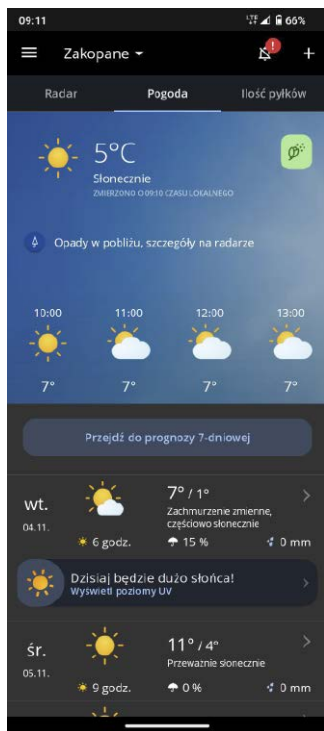 09:11 LTE 66%
Zakopane
Radar Pogoda Ilość pyłków
5°C
Słonecznie
ZMIERZONO O 09:10 CZASU LOKALNEGO
Opady w pobliżu, szczegóły na radarze
10:00 11:00 12:00 13:00
7° 7° 7° 7°
Przejdź do prognozy 7-dniowej
wt.
04.11.
7° / 1°
Zachmurzenie zmienne,
częściowo słonecznie
6 godz. 15 % 0 mm
Dzisiaj będzie dużo słońca!
Wyświetl poziomy UV
śr.
05.11.
11° / 4°
Przeważnie słonecznie
9 godz. 0 % 0 mm